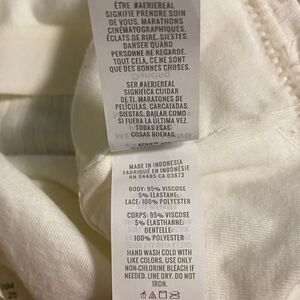 ÊTRE #AERIEREAL
SIGNIFIE PRENDRE SOIN
DE VOUS. MARATHONS
CINÉMATOGRAPHIQUES.
ÉCLATS DE RIRE. SIESTES.
DANSER QUAND
PERSONNE NE REGARDE.
TOUT CELA, CE NE SONT
QUE DES BONNES CHOSES.
SER #AERIEREAL
SIGNIFICA CUIDAR
DE TI. MARATONES DE
PELÍCULAS, CARCAJADAS,
SIESTAS, BAILAR COMO SI
SI FUERA LA ÚLTIMA VEZ.
TODAS ESAS
COSAS BUENAS.
MADE IN INDONESIA
FABRIQUÉ EN INDONÉSIE
RN 54485 CA 03873
BODY: 95% VISCOSE
5% ELASTANE;
LACE: 100% POLYESTER
CORPS: 95% VISCOSE
5% ÉLASTHANNE;
DENTELLE:
100% POLYESTER
HAND WASH COLD WITH
LIKE COLORS. USE ONLY
NON-CHLORINE BLEACH IF
NEEDED. LINE DRY. DO NOT
IRON.